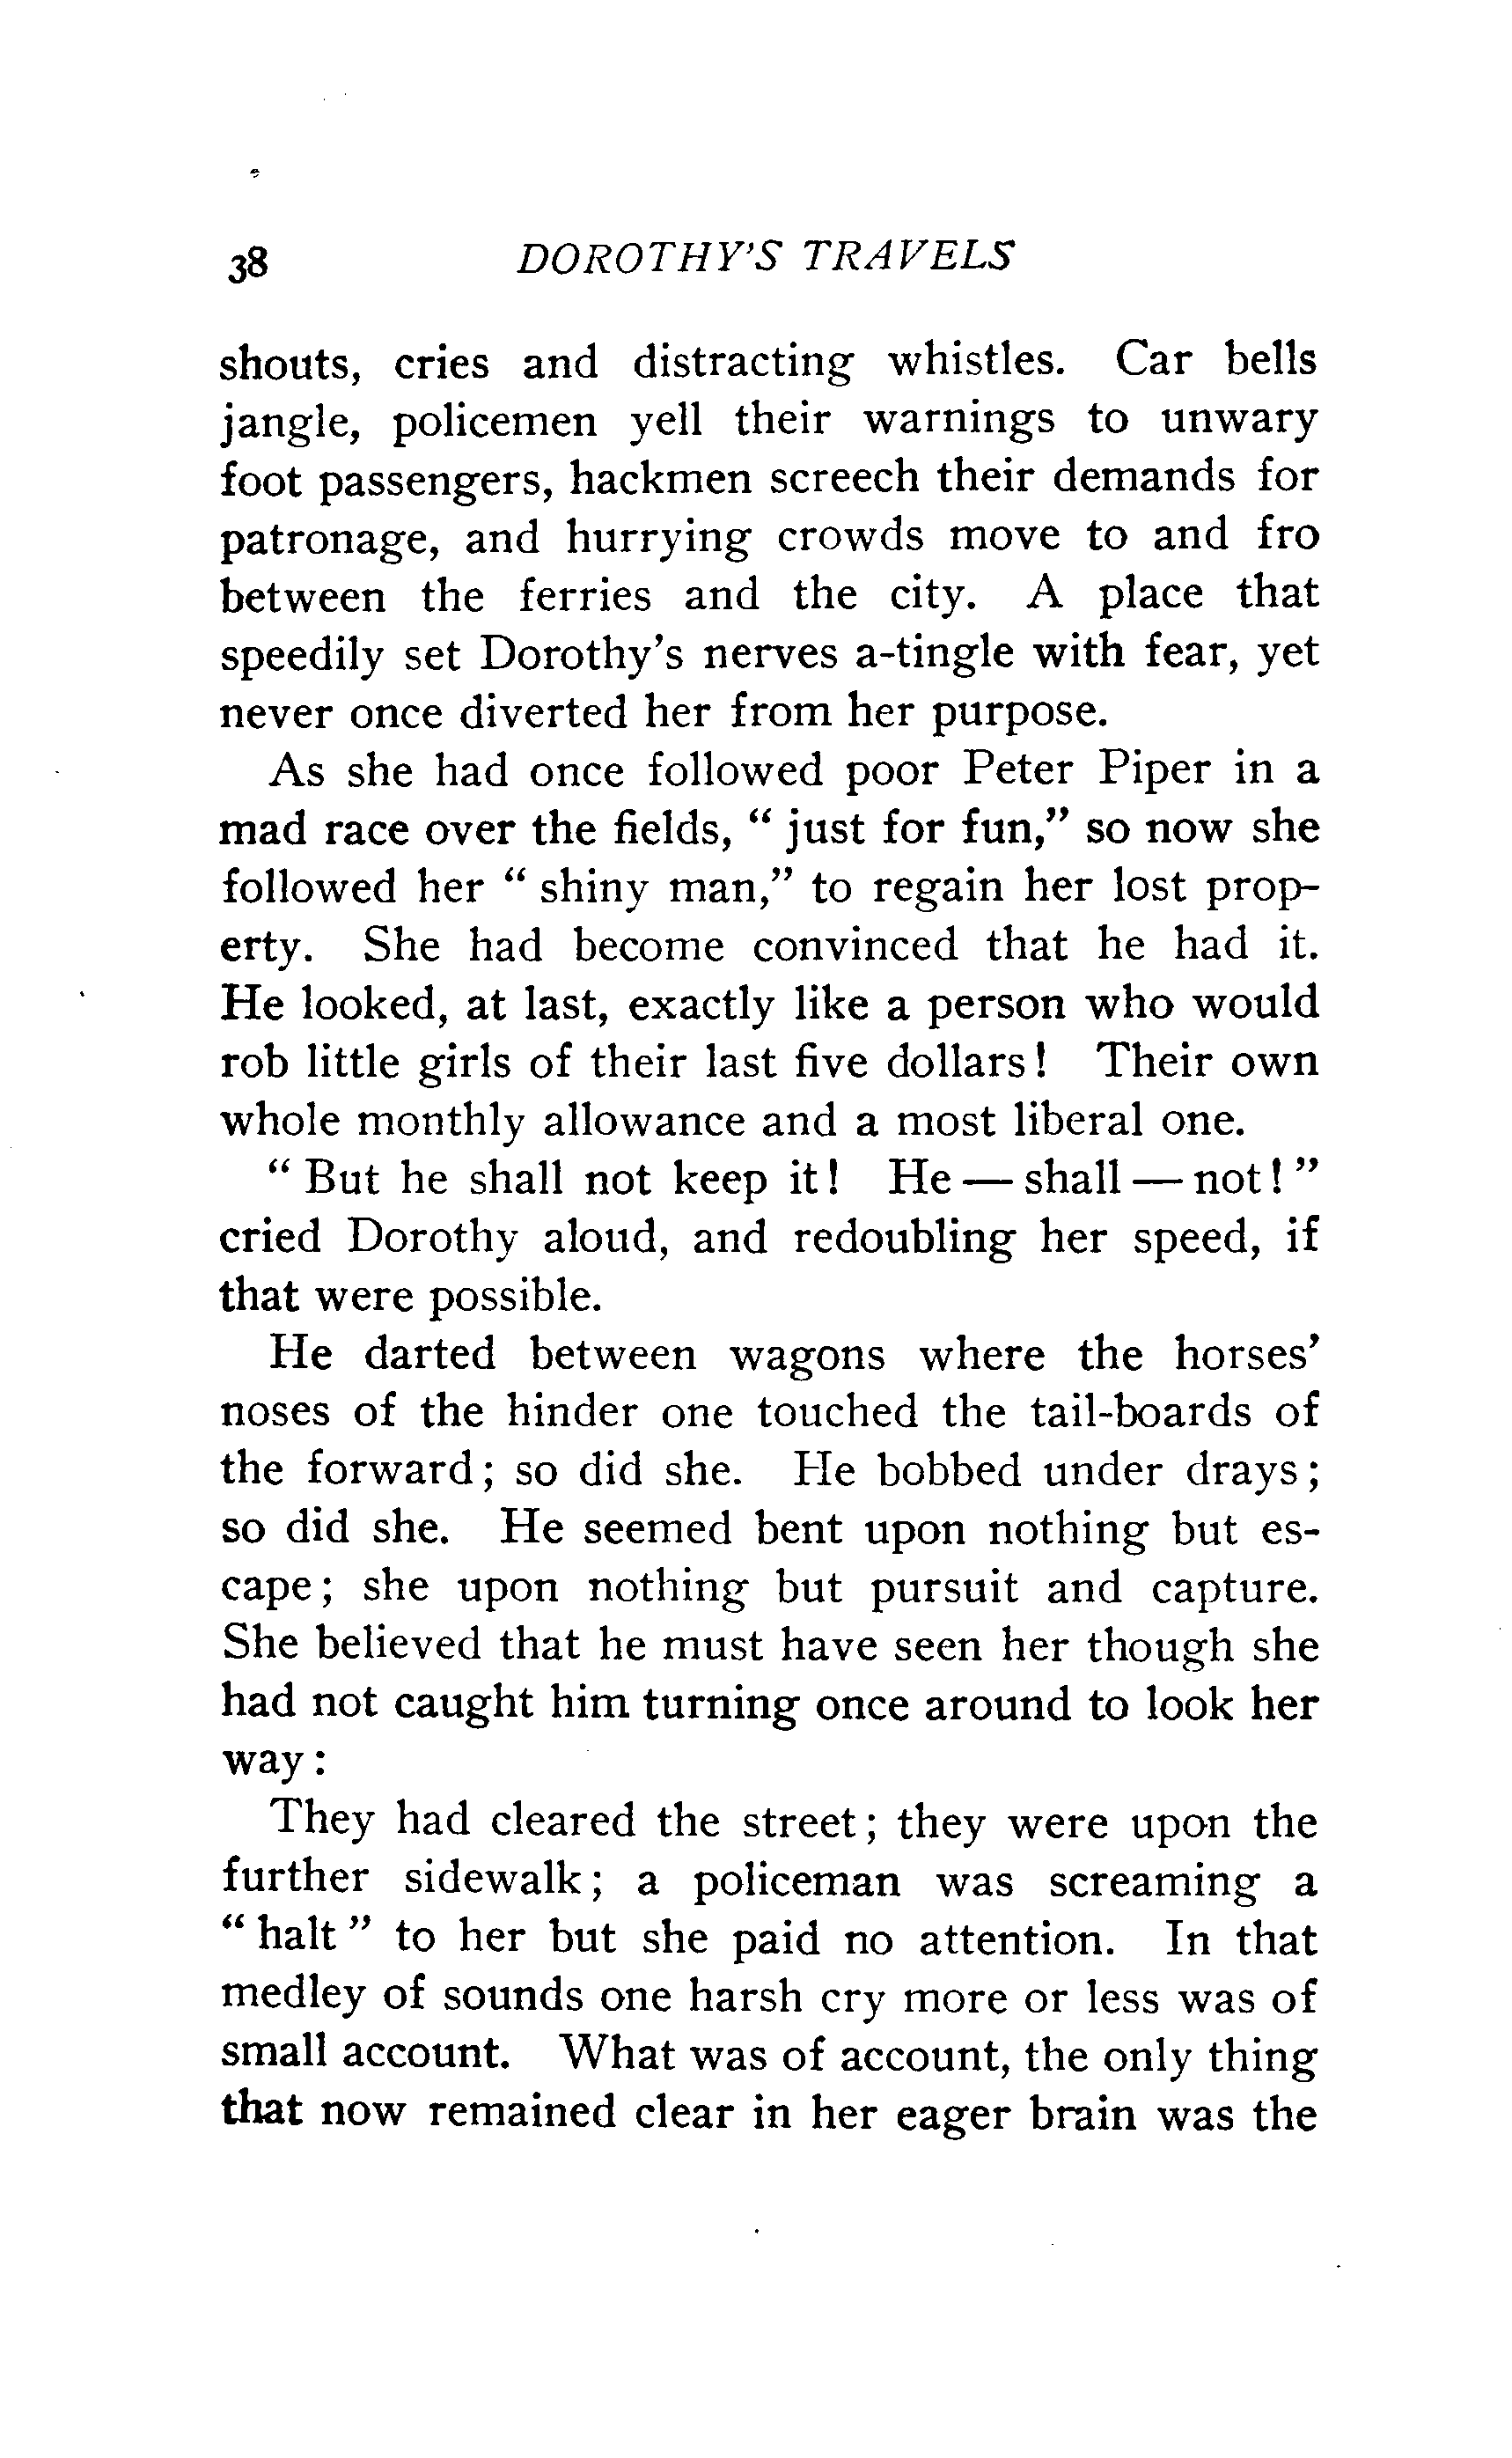 38 DOROTHY'S TRAVELS
shouts, cries and distracting whistles. Car bells
jangle, policemen yell their warnings to unwary
foot passengers, hackmen screech their demands for
patronage, and hurrying crowds move to and fro
between the ferries and the city. A place that
speedily set Dorothy's nerves a-tingle with fear, yet
never once diverted her from her purpose.
As she had once followed poor Peter Piper in a
mad race over the fields, " just for fun," so now she
followed her " shiny man," to regain her lost prop-
erty. She had become convinced that he had it.
He looked, at last, exactly like a person who would
rob little girls of their last five dollars! Their own
whole monthly allowance and a most liberal one.
" But he shall not keep it! He — shall — not! "
cried Dorothy aloud, and redoubling her speed, if
that were possible.
He darted between wagons where the horses'
noses of the hinder one touched the tail-boards of
the forward; so did she. He bobbed under drays;
so did she. He seemed bent upon nothing but es-
cape; she upon nothing but pursuit and capture.
She believed that he must have seen her though she
had not caught him turning once around to look her
way:
They had cleared the street; they were upon the
further sidewalk; a policeman was screaming a
" halt " to her but she paid no attention. In that
medley of sounds one harsh cry more or less was of
small account. What was of account, the only thing
that now remained clear in her eager brain was the